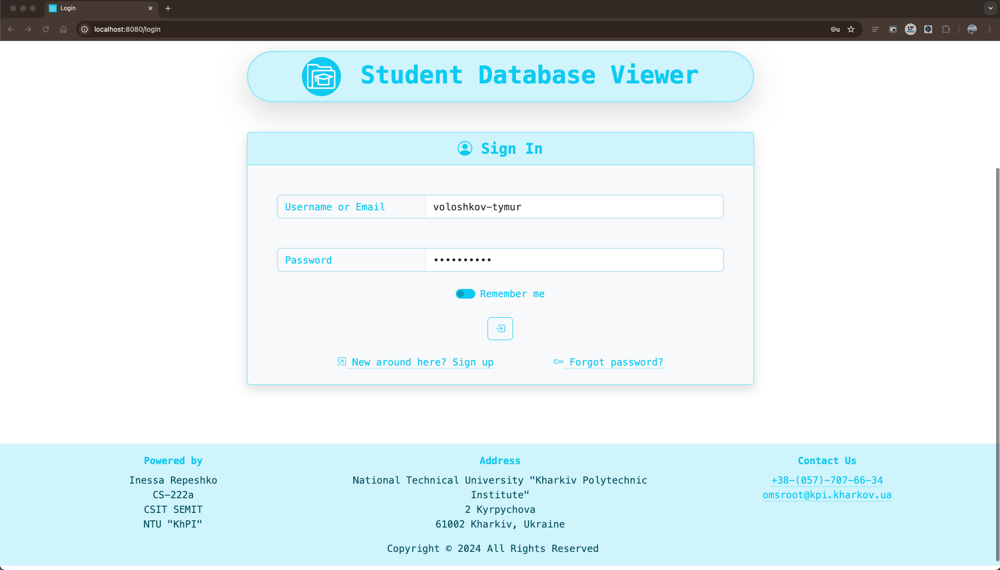 Login
localhost:8080/login
Student Database Viewer
Sign In
Username or Email
voloshkov-tymur
Password
••••••••••
Remember me
New around here? Sign up
Forgot password?
Powered by
Inessa Repeshko
CS-222a
CSIT SEMIT
NTU "KhPI"
Address
National Technical University "Kharkiv Polytechnic
Institute"
2 Kyrpychova
61002 Kharkiv, Ukraine
Contact Us
+38-(057)-707-66-34
omsroot@kpi.kharkov.ua
Copyright © 2024 All Rights Reserved